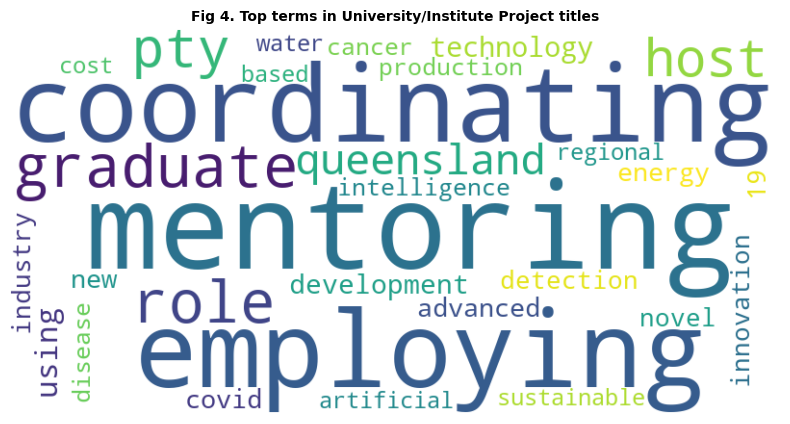 Fig 4. Top terms in University/Institute Project titles
pty
water
cancer
technology
host
cost
based
production
coordinating
graduate
queensland
regional
intelligence
energy
19
mentoring
industry
new
development
detection
innovation
role
advanced
novel
using
disease
employing
covid
artificial
sustainable